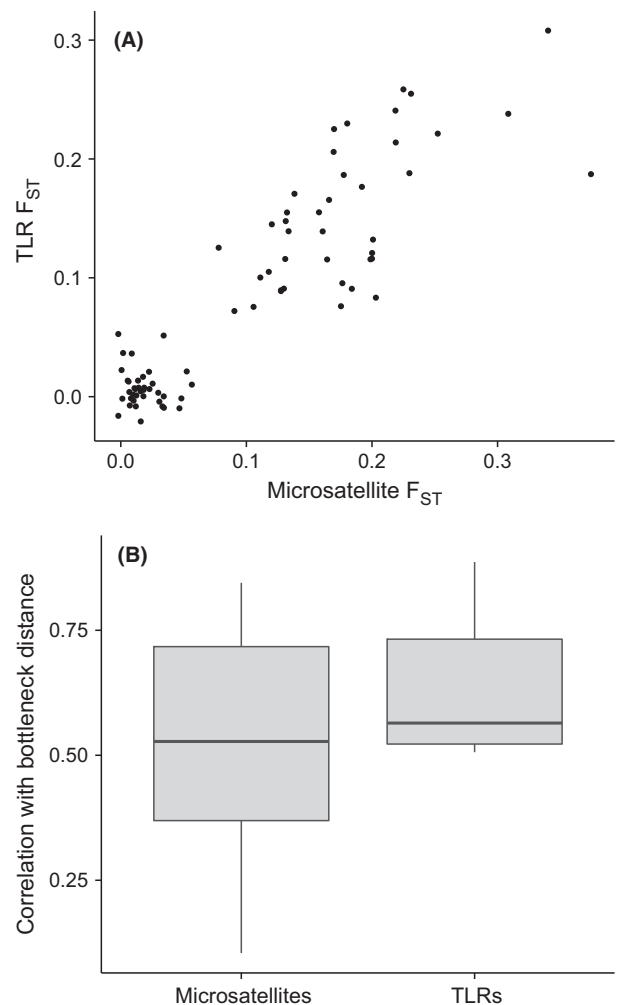 (A)
0.3
0.2
0.1
0.0
TLR FST
0.0 0.1 0.2 0.3
Microsatellite FST
(B)
0.75
0.50
0.25
Correlation with bottleneck distance
Microsatellites TLRs